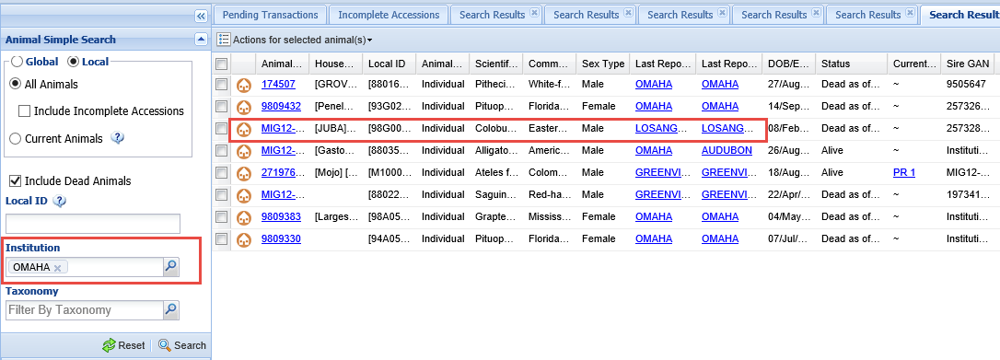 Pending Transactions Incomplete Accessions Search Results Search Results Search Results Search Results Search Results Search Result
Animal Simple Search
Global Local
All Animals
Include Incomplete Accessions
Current Animals
Include Dead Animals
Local ID
Institution
OMAHA
Taxonomy
Filter By Taxonomy
Reset Search
Actions for selected animal(s)
Animal... House... Local ID Animal... Scientif... Comm... Sex Type Last Repo... Last Repo... DOB/E... Status Current... Sire GAN
174507 [GROV... [88016... Individual Pitheci... White-f... Male OMAHA OMAHA 27/Aug... Dead as of... ~ 9505647
9809432 [Penel... [93G02... Individual Pituop... Florida... Female OMAHA OMAHA 14/Sep... Dead as of... ~ 257326...
MIG12-... [JUBA]... [98G00... Individual Colobu... Easter... Male LOSANG... LOSANG... 08/Feb... Dead as of... ~ 257328...
MIG12-... [Gasto... [88035... Individual Alligato... Americ... Male OMAHA AUDUBON 26/Aug... Alive ~ Instituti...
271976... [Mojo] [... [M1000... Individual Ateles f... Colom... Male GREENVI... GREENVI... 18/Aug... Alive PR 1 MIG12-...
MIG12-... [88022... Individual Saguin... Red-ha... Male GREENVI... GREENVI... 22/Apr/... Dead as of... ~ 197341...
9809383 [Larges... [98A05... Individual Grapte... Mississ... Female OMAHA OMAHA 04/May... Dead as of... ~ Instituti...
9809330 [94A05... Individual Pituop... Florida... Female OMAHA OMAHA 07/Jul/... Dead as of... ~ Instituti...